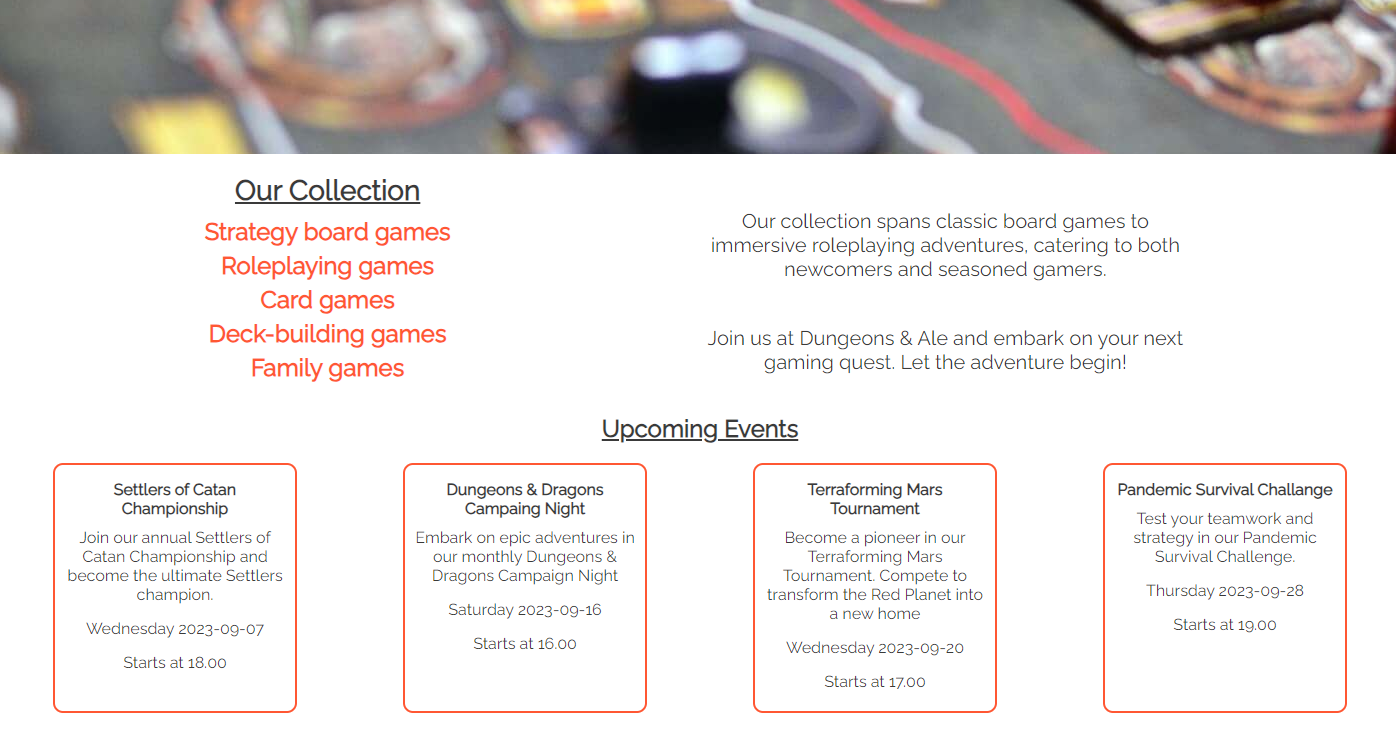 Our Collection
Strategy board games
Roleplaying games
Card games
Deck-building games
Family games
Our collection spans classic board games to
immersive roleplaying adventures, catering to both
newcomers and seasoned gamers.
Join us at Dungeons & Ale and embark on your next
gaming quest. Let the adventure begin!
Upcoming Events
Settlers of Catan
Championship
Join our annual Settlers of
Catan Championship and
become the ultimate Settlers
champion.
Wednesday 2023-09-07
Starts at 18.00
Dungeons & Dragons
Campaing Night
Embark on epic adventures in
our monthly Dungeons &
Dragons Campaign Night
Saturday 2023-09-16
Starts at 16.00
Terraforming Mars
Tournament
Become a pioneer in our
Terraforming Mars
Tournament. Compete to
transform the Red Planet into
a new home
Wednesday 2023-09-20
Starts at 17.00
Pandemic Survival Challange
Test your teamwork and
strategy in our Pandemic
Survival Challenge.
Thursday 2023-09-28
Starts at 19.00